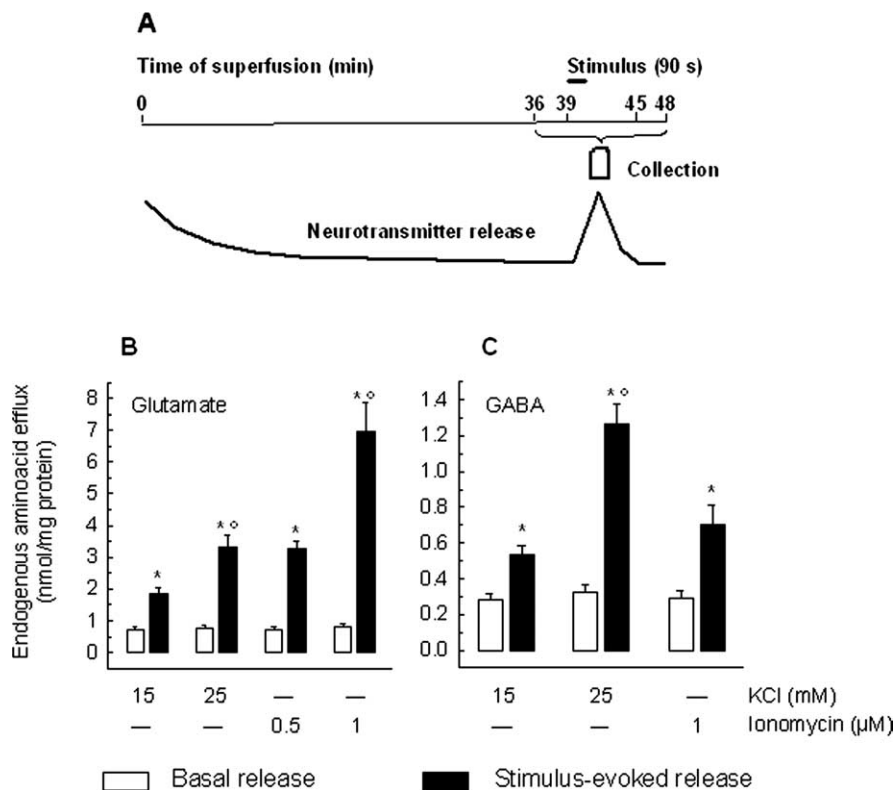 A
Time of superfusion (min)
Stimulus (90 s)
0 36 39 45 48
Collection
Neurotransmitter release
B
C
Endogenous aminoacid efflux
(nmol/mg protein)
8
7
6
5
4
3
2
1
0
Glutamate
* * ° * * °
1.4
1.2
1.0
0.8
0.6
0.4
0.2
0.0
GABA
* * ° *
15 25 — — 15 25 — KCl (mM)
— — 0.5 1 — — 1 Ionomycin (µM)
Basal release
Stimulus-evoked release